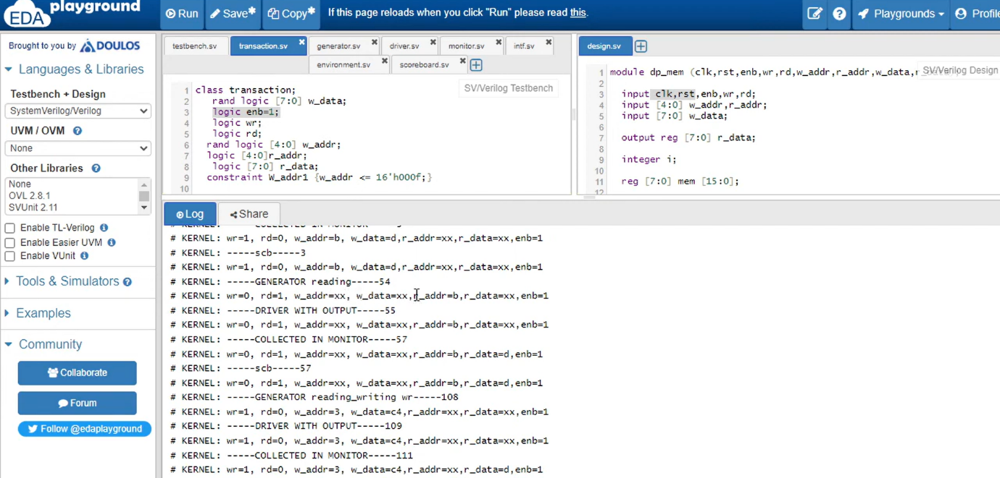 EDA playground
Run
Save*
Copy*
If this page reloads when you click "Run" please read this.
Playgrounds
Profile
Brought to you by DOULOS
Languages & Libraries
Testbench + Design
SystemVerilog/Verilog
UVM / OVM
None
Other Libraries
None
OVL 2.8.1
SVUnit 2.11
Enable TL-Verilog
Enable Easier UVM
Enable VUnit
Tools & Simulators
Examples
Community
Collaborate
Forum
Follow @edaplayground
testbench.sv
transaction.sv
generator.sv
driver.sv
monitor.sv
intf.sv
environment.sv
scoreboard.sv
SV/Verilog Testbench
1 class transaction;
2 rand logic [7:0] w_data;
3 logic enb=1;
4 logic wr;
5 logic rd;
6 rand logic [4:0] w_addr;
7 logic [4:0]r_addr;
8 logic [7:0] r_data;
9 constraint W_addr1 {w_addr <= 16'h000f;}
10
design.sv
SV/Verilog Design
1 module dp_mem (clk,rst,enb,wr,rd,w_addr,r_addr,w_data,r
2
3 input clk,rst,enb,wr,rd;
4 input [4:0] w_addr,r_addr;
5 input [7:0] w_data;
6
7 output reg [7:0] r_data;
8
9 integer i;
10
11 reg [7:0] mem [15:0];
12
Log
Share
# KERNEL: -----COLLECTED IN MONITOR-----3
# KERNEL: wr=1, rd=0, w_addr=b, w_data=d,r_addr=xx,r_data=xx,enb=1
# KERNEL: -----scb-----3
# KERNEL: wr=1, rd=0, w_addr=b, w_data=d,r_addr=xx,r_data=xx,enb=1
# KERNEL: -----GENERATOR reading-----54
# KERNEL: wr=0, rd=1, w_addr=xx, w_data=xx,r_addr=b,r_data=xx,enb=1
# KERNEL: -----DRIVER WITH OUTPUT-----55
# KERNEL: wr=0, rd=1, w_addr=xx, w_data=xx,r_addr=b,r_data=xx,enb=1
# KERNEL: -----COLLECTED IN MONITOR-----57
# KERNEL: wr=0, rd=1, w_addr=xx, w_data=xx,r_addr=b,r_data=d,enb=1
# KERNEL: -----scb-----57
# KERNEL: wr=0, rd=1, w_addr=xx, w_data=xx,r_addr=b,r_data=d,enb=1
# KERNEL: -----GENERATOR reading_writing wr-----108
# KERNEL: wr=1, rd=0, w_addr=3, w_data=c4,r_addr=xx,r_data=xx,enb=1
# KERNEL: -----DRIVER WITH OUTPUT-----109
# KERNEL: wr=1, rd=0, w_addr=3, w_data=c4,r_addr=xx,r_data=xx,enb=1
# KERNEL: -----COLLECTED IN MONITOR-----111
# KERNEL: wr=1, rd=0, w_addr=3, w_data=c4,r_addr=xx,r_data=xx,enb=1